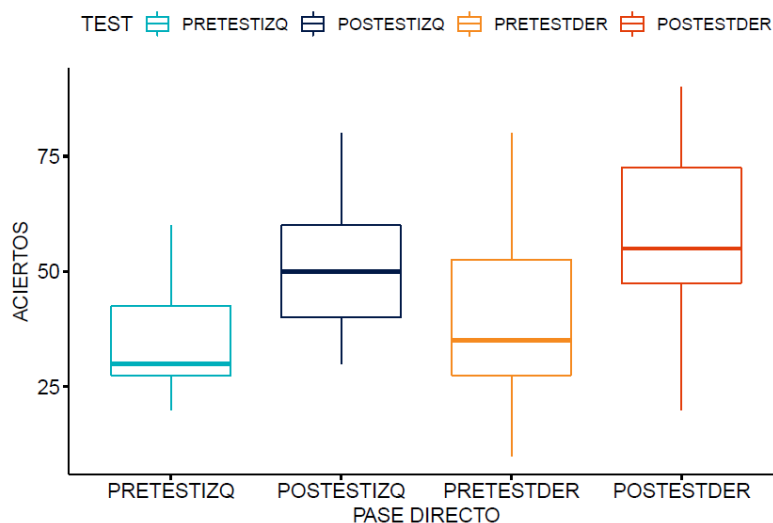 TEST PRETESTIZQ POSTESTIZQ PRETESTDER POSTESTDER
ACIERTOS
75
50
25
PRETESTIZQ POSTESTIZQ PRETESTDER POSTESTDER
PASE DIRECTO